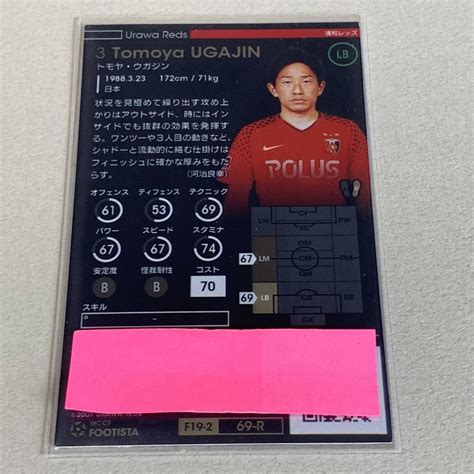 Urawa Reds
浦和レッズ
3 Tomoya UGAJIN
LB
トモヤ・ウガジン
1988.3.23 172cm / 71kg
日本
状況を見極めて繰り出す攻め上
がりはアウトサイド、時にはイン
サイドでも抜群の効果を発揮す
る。ワンツーや3人目の動きなど、
シャドーと流動的に絡む仕掛けは
フィニッシュに確かな厚みをもた
らす。 (河治良幸)
POLUS
オフェンス ディフェンス テクニック
61 53 69
パワー スピード スタミナ
67 67 74
安定度 怪我耐性 コスト
B B 70
スキル
-
CF
LW SS RW
OM
67 LM CM
DM
69 LB CB RB
GK
WCCF
FOOTISTA
F19-2 69-R